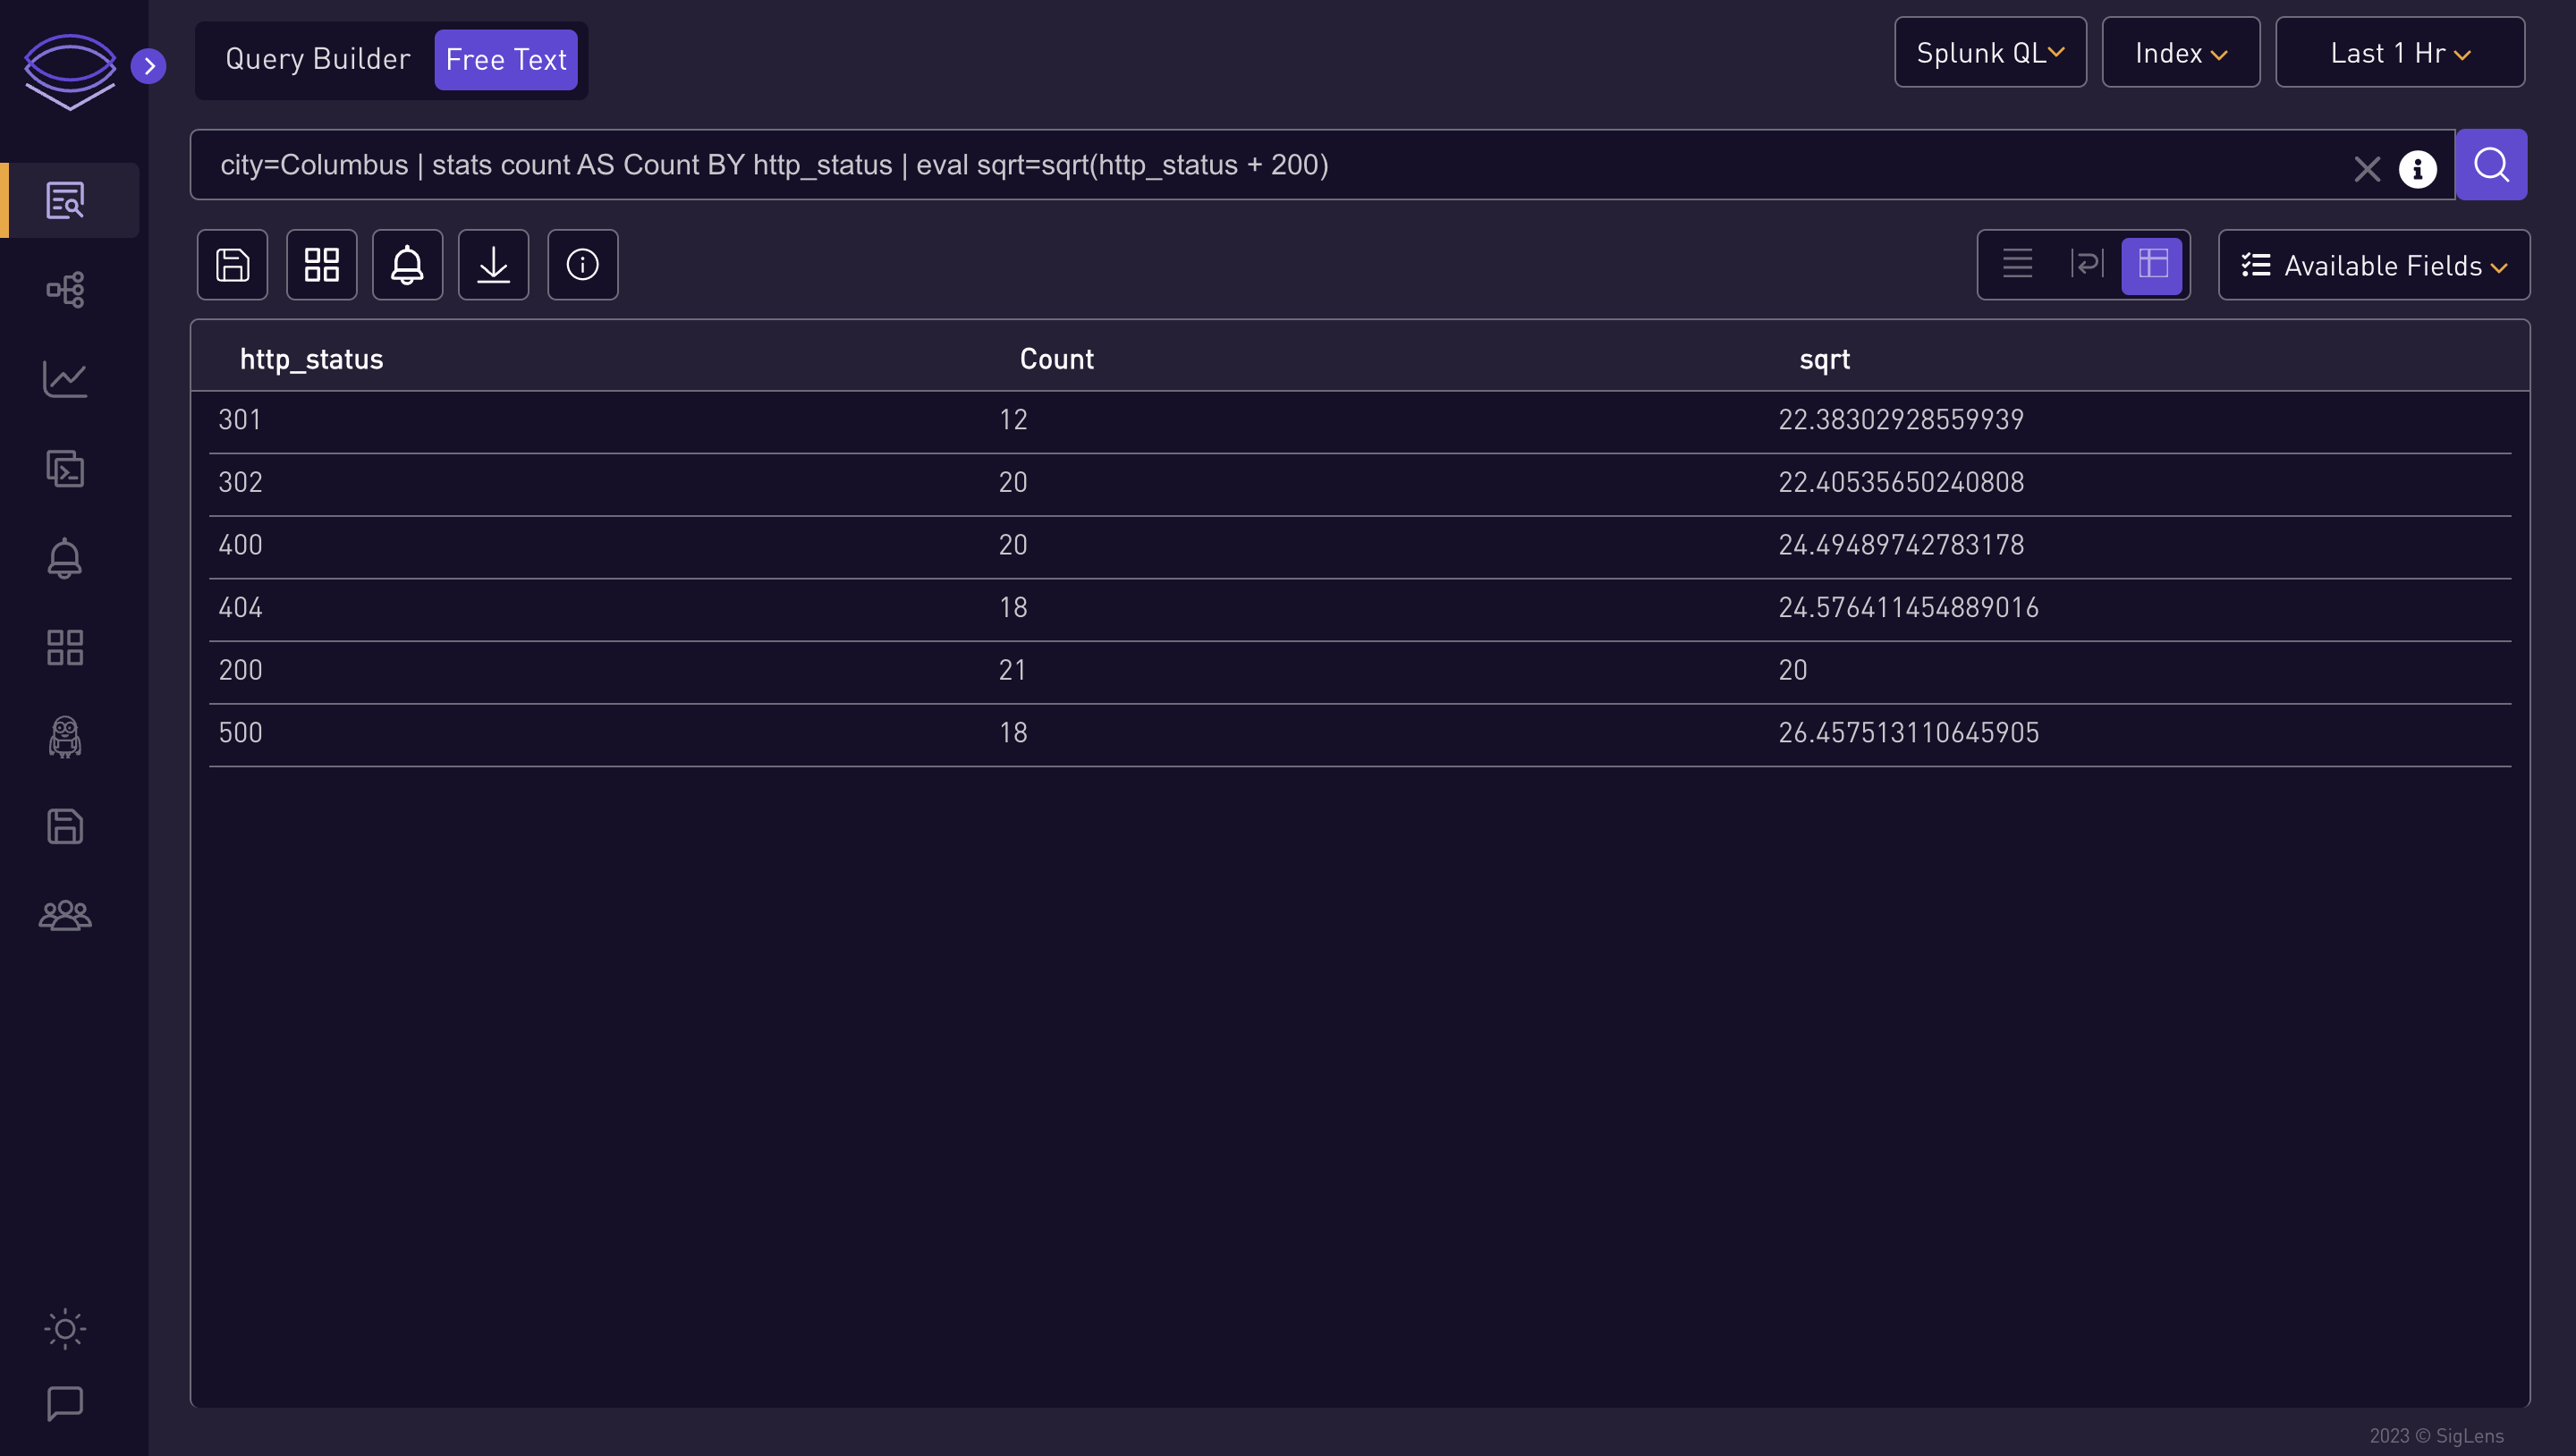 Query Builder Free Text Splunk QL Index Last 1 Hr
city=Columbus | stats count AS Count BY http_status | eval sqrt=sqrt(http_status + 200)
Available Fields
http_status Count sqrt
301 12 22.38302928559939
302 20 22.40535650240808
400 20 24.49489742783178
404 18 24.576411454889016
200 21 20
500 18 26.457513110645905
2023 © SigLens